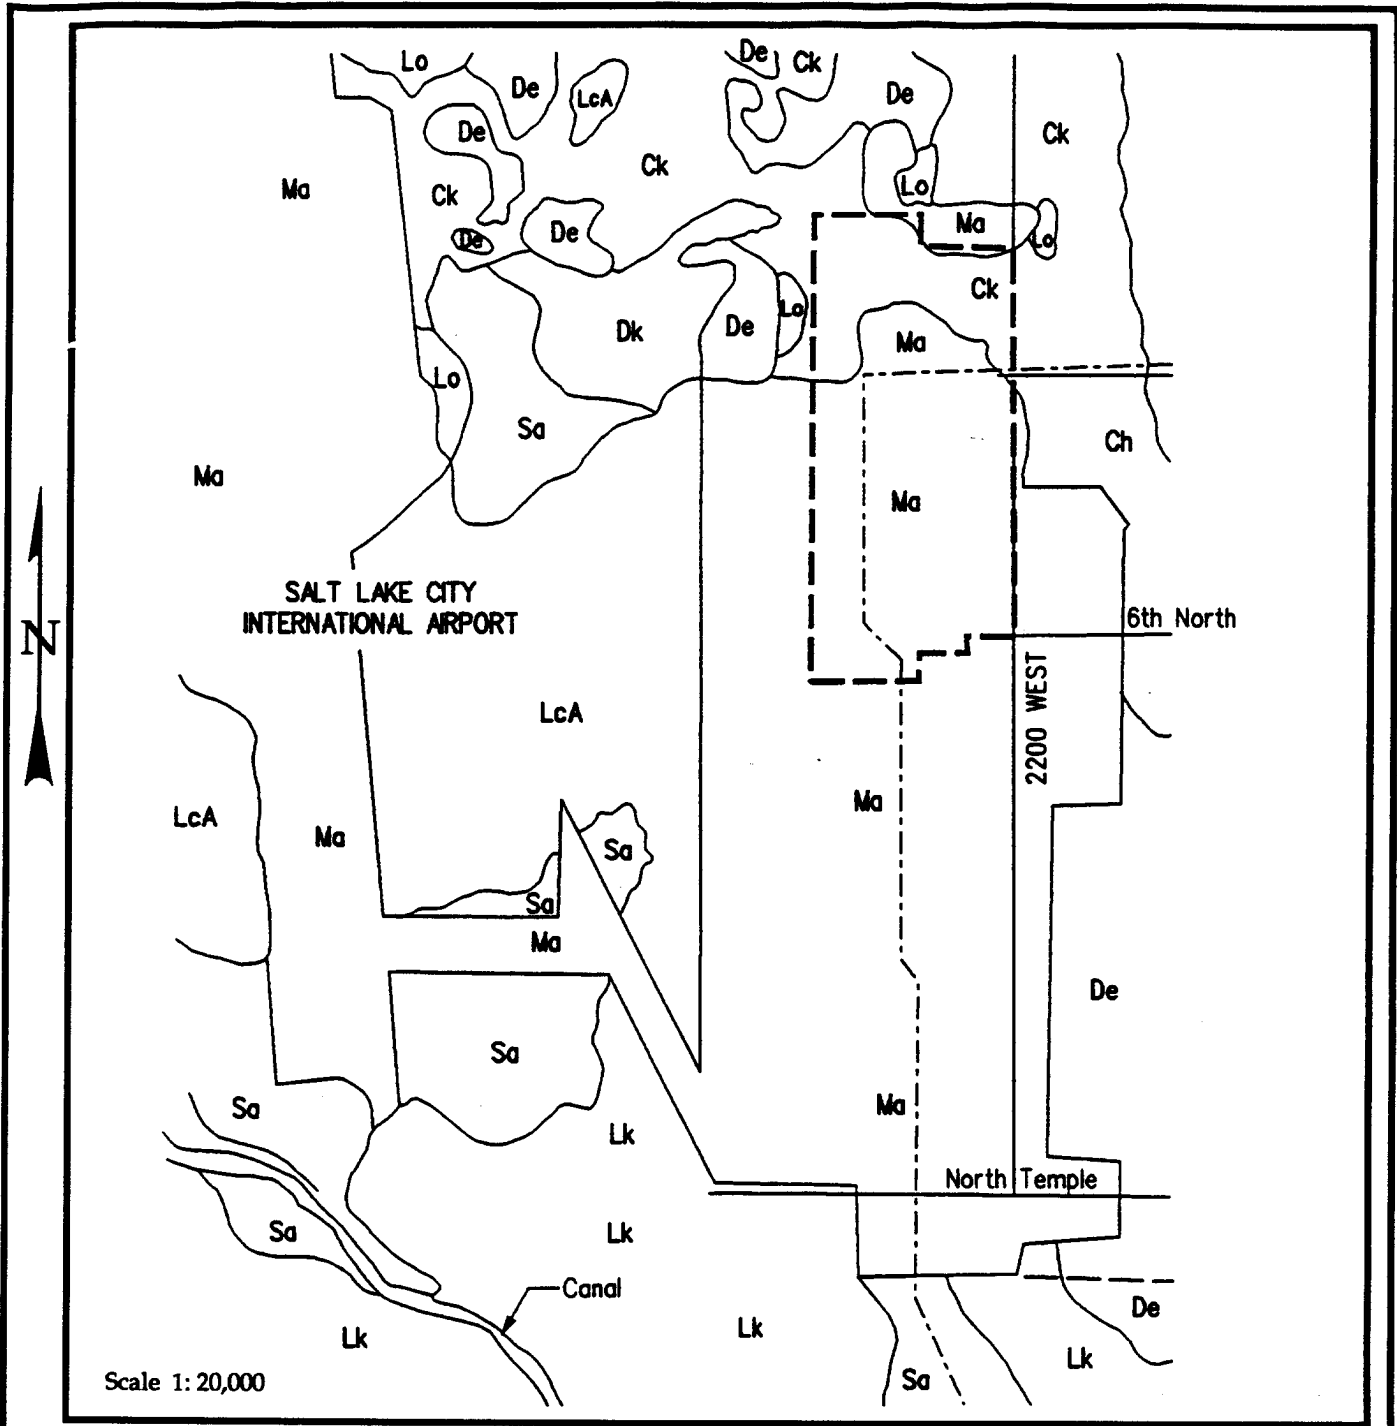 Lo
De
Ck
De
LcA
De
Ck
De
Ck
Ck
Ma
Ck
Lo
De
Ma
De
Lo
Ck
Lo
Dk
De
Ma
Lo
Sa
Ch
Ma
Ma
SALT LAKE CITY
INTERNATIONAL AIRPORT
6th North
N
2200 WEST
LcA
Ma
LcA
Ma
Sa
Sa
Ma
De
Sa
Sa
Ma
Lk
North Temple
Sa
Lk
Canal
De
Lk
Lk
Lk
Sa
Scale 1: 20,000